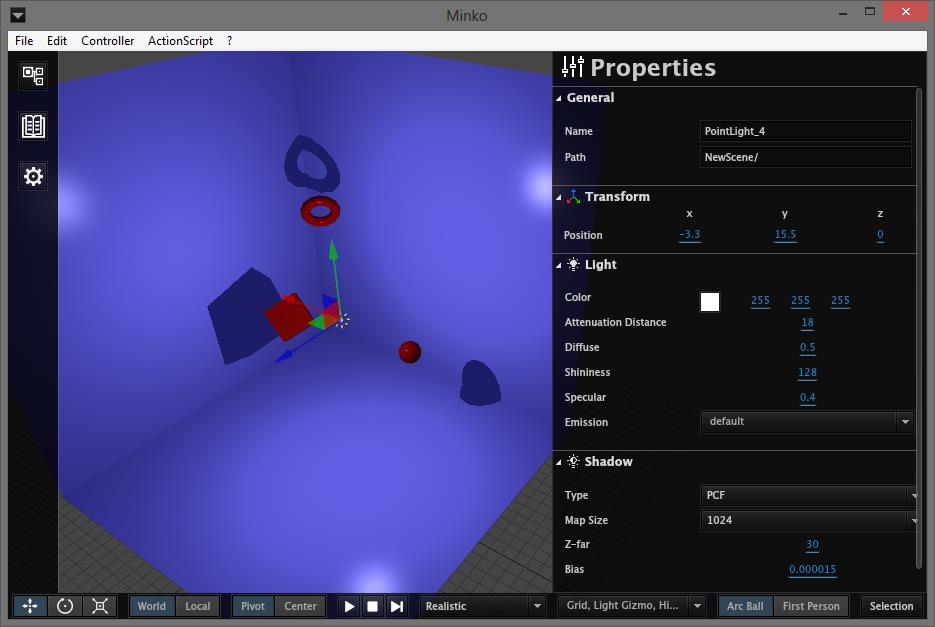 Minko
File Edit Controller ActionScript ?
Properties
General
Name PointLight_4
Path NewScene/
Transform
x y z
Position -3.3 15.5 0
Light
Color 255 255 255
Attenuation Distance 18
Diffuse 0.5
Shininess 128
Specular 0.4
Emission default
Shadow
Type PCF
Map Size 1024
Z-far 30
Bias 0.000015
World Local Pivot Center Realistic Grid, Light Gizmo, Hi... Arc Ball First Person Selection